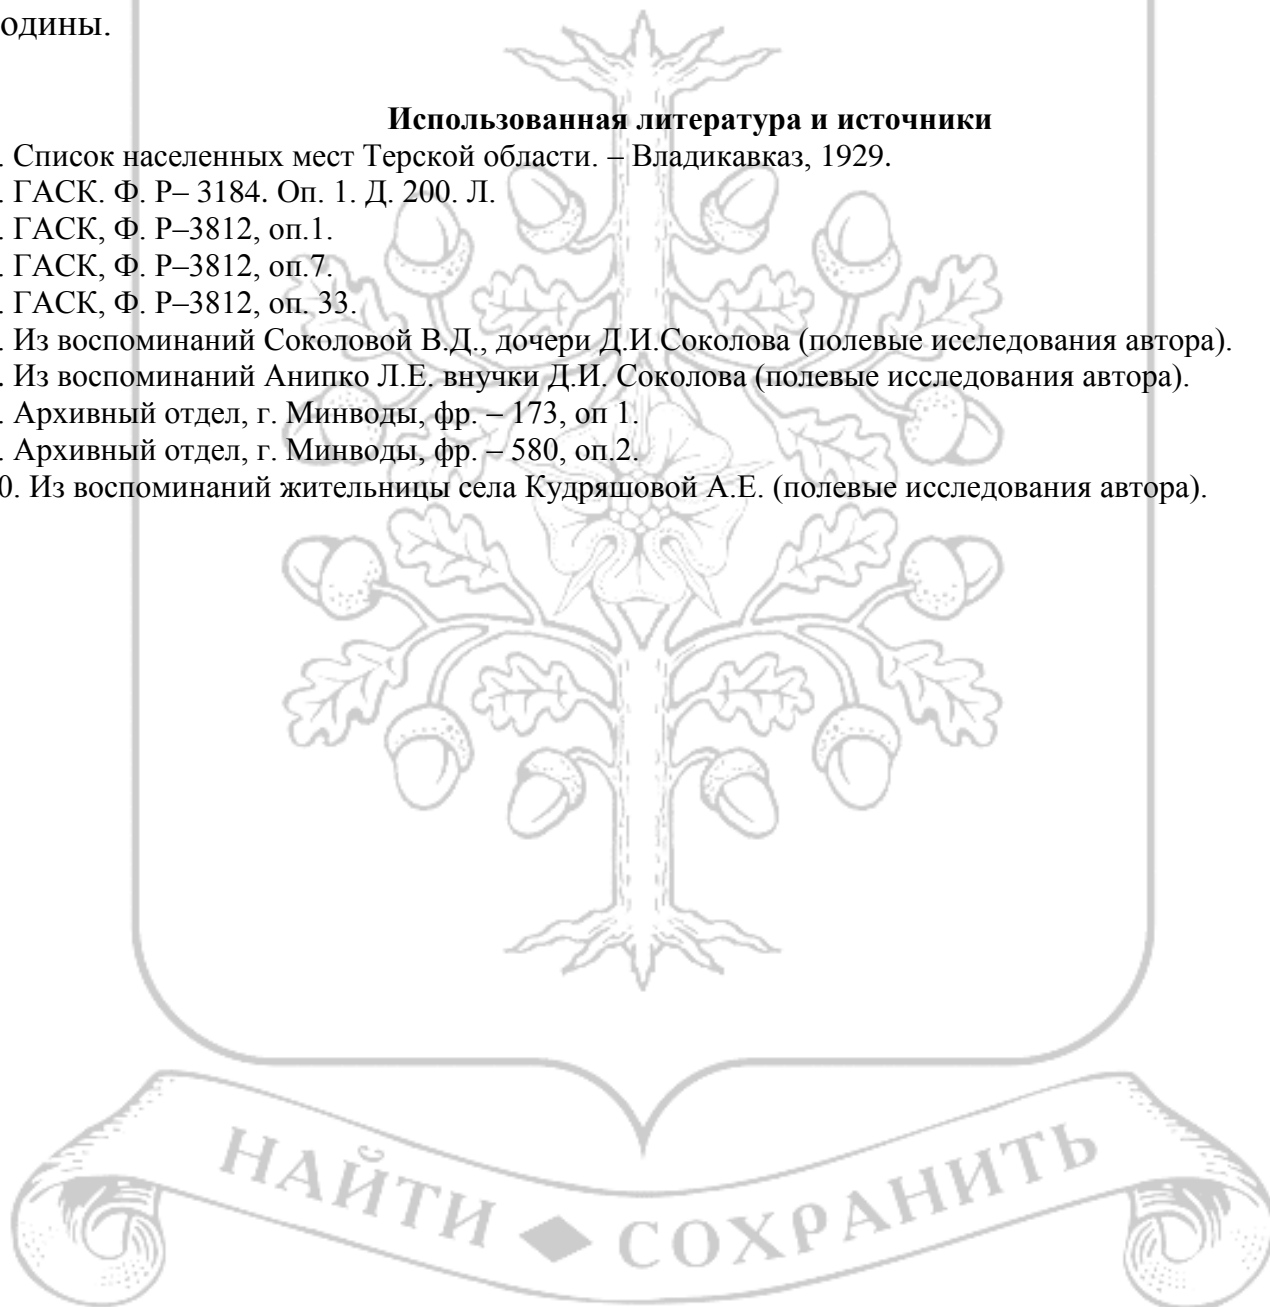 одины.
Использованная литература и источники
. Список населенных мест Терской области. – Владикавказ, 1929.
. ГАСК. Ф. Р– 3184. Оп. 1. Д. 200. Л.
. ГАСК, Ф. Р–3812, оп.1.
. ГАСК, Ф. Р–3812, оп.7.
. ГАСК, Ф. Р–3812, оп. 33.
. Из воспоминаний Соколовой В.Д., дочери Д.И.Соколова (полевые исследования автора).
. Из воспоминаний Анипко Л.Е. внучки Д.И. Соколова (полевые исследования автора).
. Архивный отдел, г. Минводы, фр. – 173, оп 1.
. Архивный отдел, г. Минводы, фр. – 580, оп.2.
0. Из воспоминаний жительницы села Кудряшовой А.Е. (полевые исследования автора).
НАЙТИ ◆ СОХРАНИТЬ